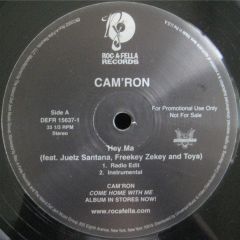 ROC-A-FELLA
RECORDS
CAM'RON
Side A
DEFR 15637-1
33 1/3 RPM
Stereo
For Promotional Use Only
Not For Sale
Hey Ma
(feat. Juelz Santana, Freekey Zekey and Toya)
1. Radio Edit
2. Instrumental
CAM'RON
COME HOME WITH ME
ALBUM IN STORES NOW!
www.rocafella.com